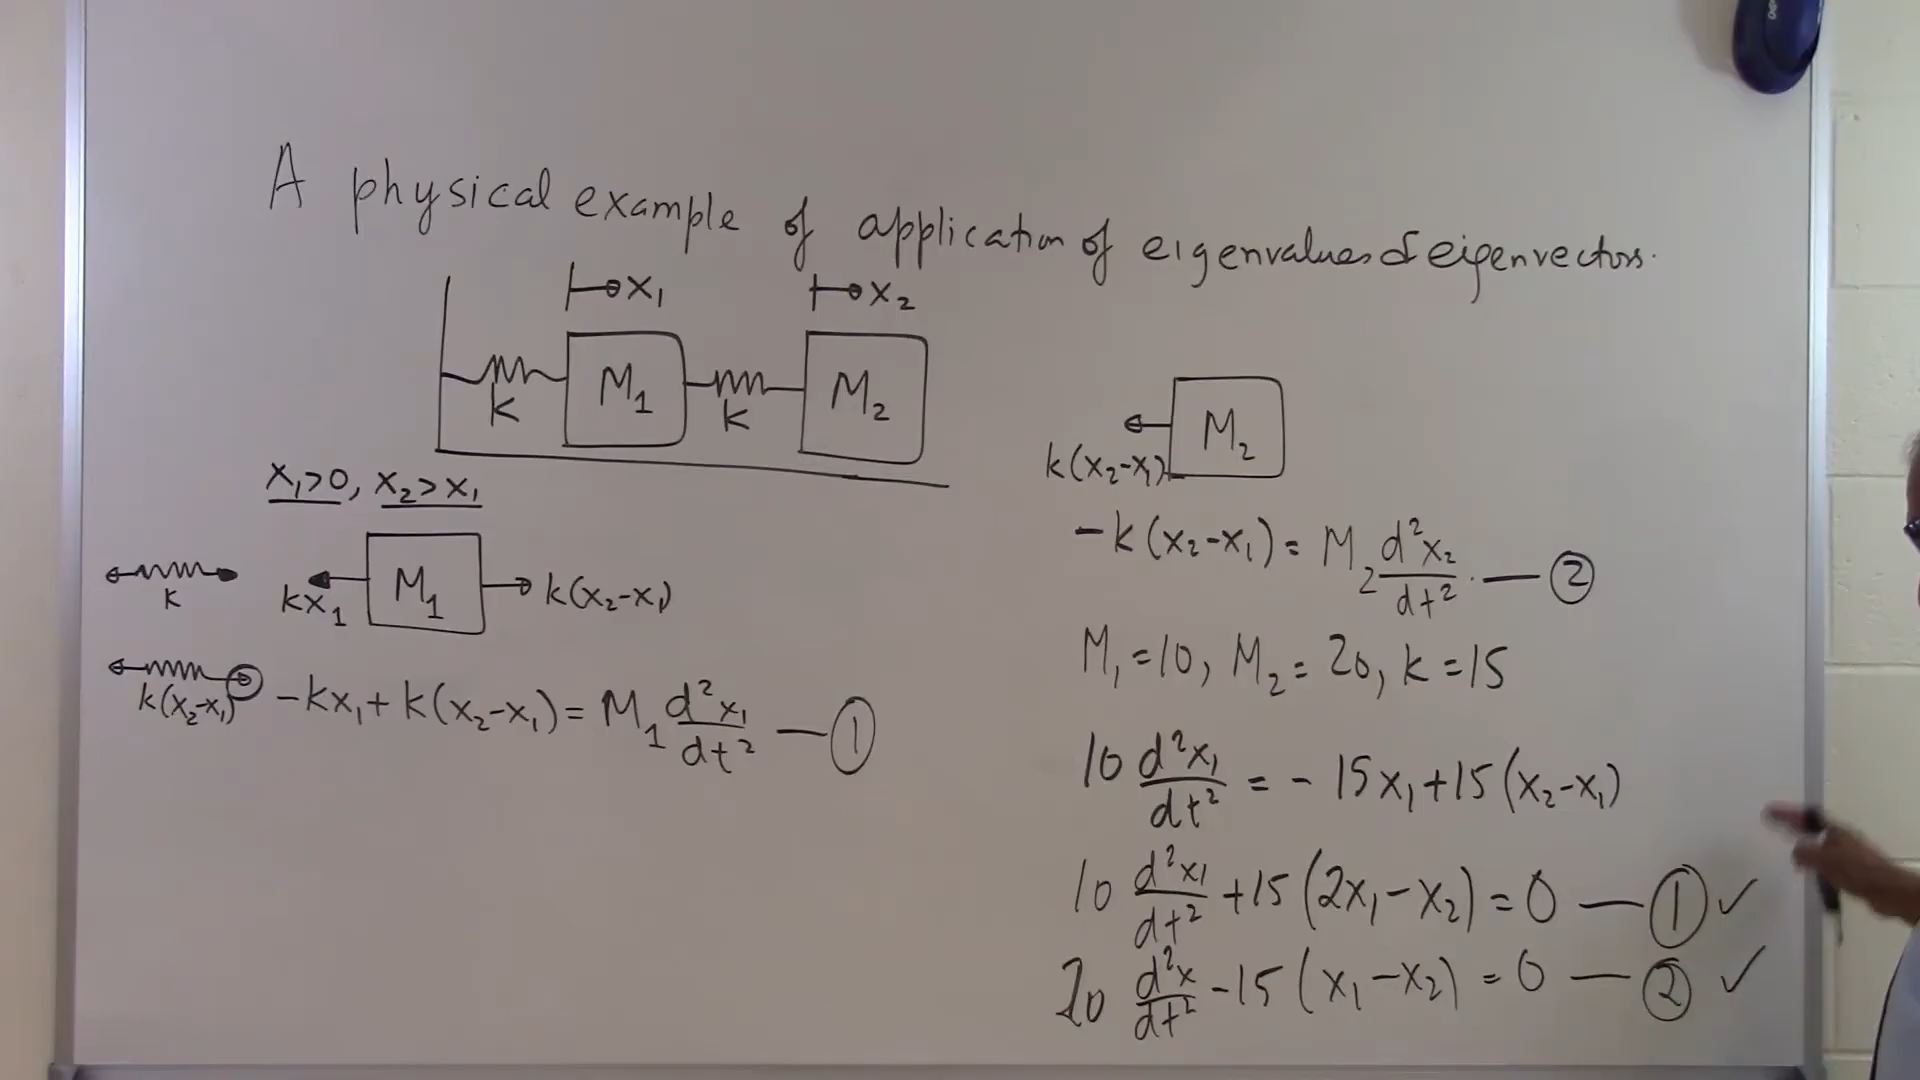 A physical example of application of eigenvalues & eigenvectors.
x₁ x₂
K M₁ K M₂
x₁>0, x₂>x₁
K
kx₁ M₁ k(x₂-x₁)
k(x₂-x₁)
-kx₁+k(x₂-x₁)= M₁ d²x₁/dt² — ①
M₂
k(x₂-x₁)
-k(x₂-x₁)= M₂ d²x₂/dt². — ②
M₁=10, M₂=20, k=15
10 d²x₁/dt² = - 15x₁+15(x₂-x₁)
10 d²x₁/dt² +15(2x₁-x₂)=0 — ① ✓
20 d²x/dt² -15(x₁-x₂)=0 — ② ✓